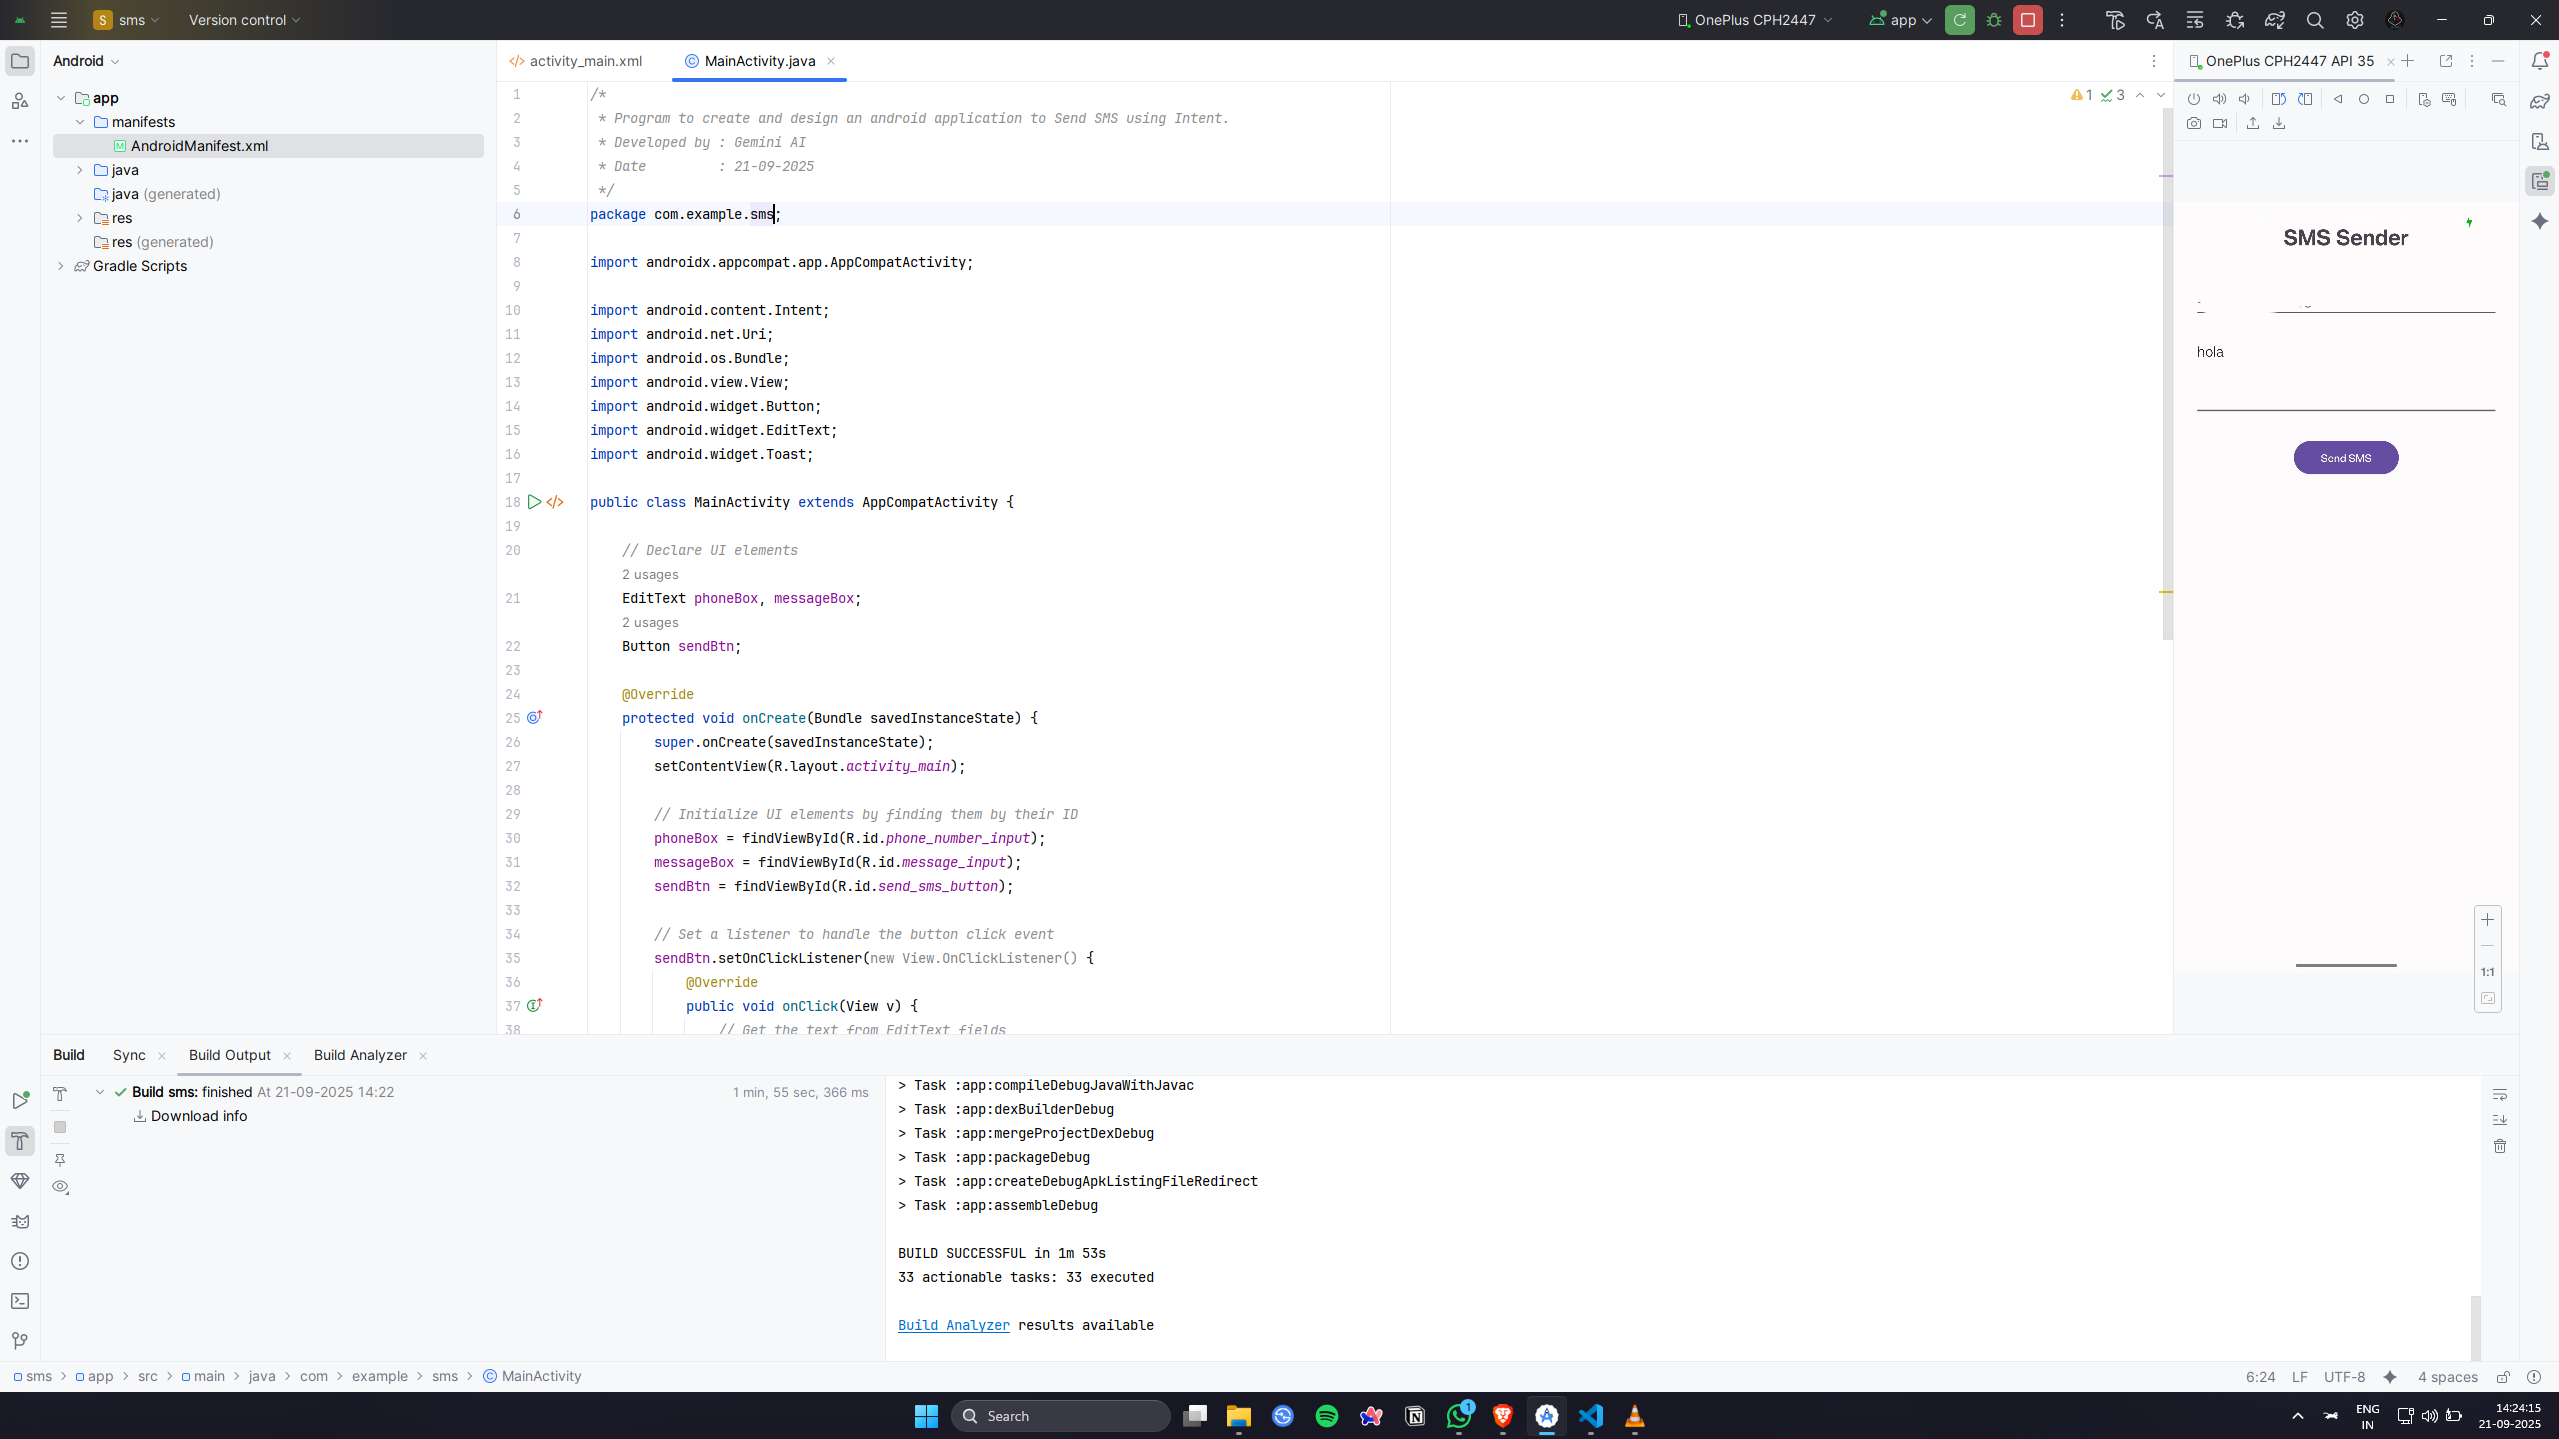 S sms Version control OnePlus CPH2447 app
Android
app
manifests
AndroidManifest.xml
java
java (generated)
res
res (generated)
Gradle Scripts
activity_main.xml MainActivity.java
1 3
1 /*
2 * Program to create and design an android application to Send SMS using Intent.
3 * Developed by : Gemini AI
4 * Date : 21-09-2025
5 */
6 package com.example.sms;
7
8 import androidx.appcompat.app.AppCompatActivity;
9
10 import android.content.Intent;
11 import android.net.Uri;
12 import android.os.Bundle;
13 import android.view.View;
14 import android.widget.Button;
15 import android.widget.EditText;
16 import android.widget.Toast;
17
18 public class MainActivity extends AppCompatActivity {
19
20 // Declare UI elements
2 usages
21 EditText phoneBox, messageBox;
2 usages
22 Button sendBtn;
23
24 @Override
25 protected void onCreate(Bundle savedInstanceState) {
26 super.onCreate(savedInstanceState);
27 setContentView(R.layout.activity_main);
28
29 // Initialize UI elements by finding them by their ID
30 phoneBox = findViewById(R.id.phone_number_input);
31 messageBox = findViewById(R.id.message_input);
32 sendBtn = findViewById(R.id.send_sms_button);
33
34 // Set a listener to handle the button click event
35 sendBtn.setOnClickListener(new View.OnClickListener() {
36 @Override
37 public void onClick(View v) {
38 // Get the text from EditText fields
OnePlus CPH2447 API 35
SMS Sender
hola
Send SMS
1:1
Build Sync Build Output Build Analyzer
Build sms: finished At 21-09-2025 14:22 1 min, 55 sec, 366 ms
Download info
> Task :app:compileDebugJavaWithJavac
> Task :app:dexBuilderDebug
> Task :app:mergeProjectDexDebug
> Task :app:packageDebug
> Task :app:createDebugApkListingFileRedirect
> Task :app:assembleDebug
BUILD SUCCESSFUL in 1m 53s
33 actionable tasks: 33 executed
Build Analyzer results available
sms > app > src > main > java > com > example > sms > MainActivity
6:24 LF UTF-8 4 spaces
Search
1
ENG
IN
14:24:15
21-09-2025